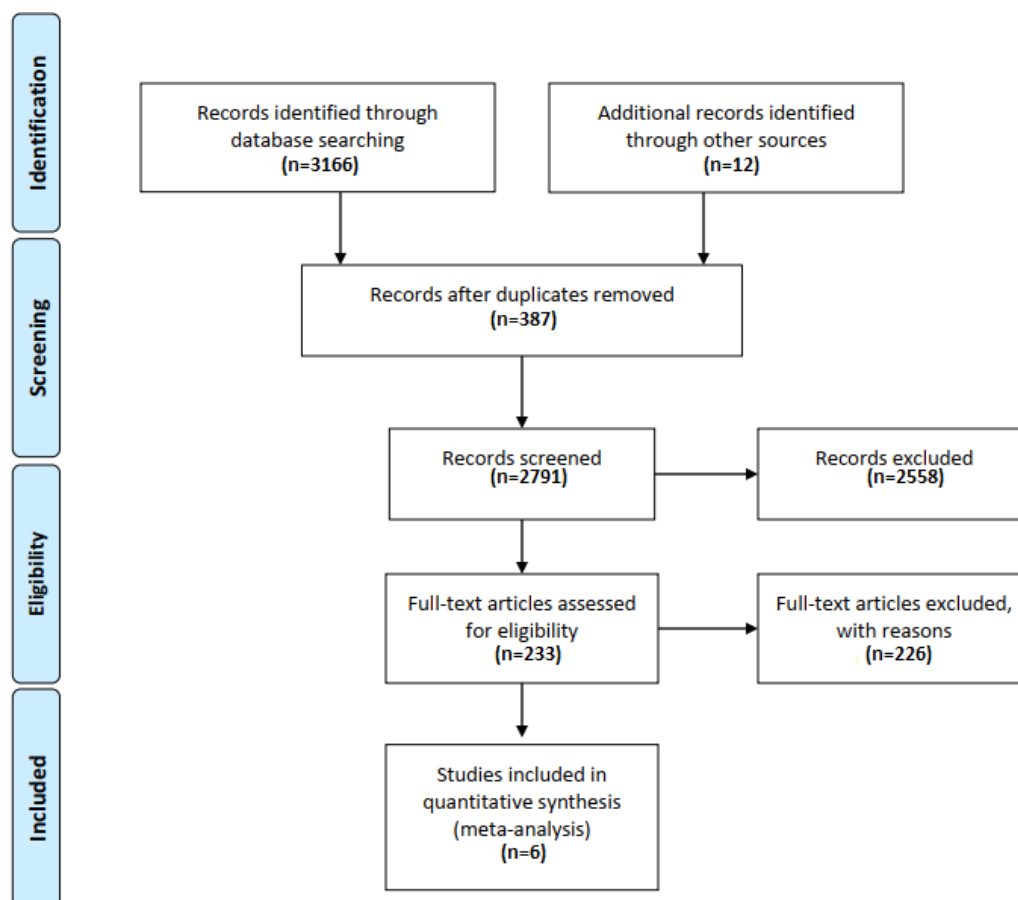 Identification
Records identified through
database searching
(n=3166)
Additional records identified
through other sources
(n=12)
Screening
Records after duplicates removed
(n=387)
Records screened
(n=2791)
Records excluded
(n=2558)
Eligibility
Full-text articles assessed
for eligibility
(n=233)
Full-text articles excluded,
with reasons
(n=226)
Included
Studies included in
quantitative synthesis
(meta-analysis)
(n=6)